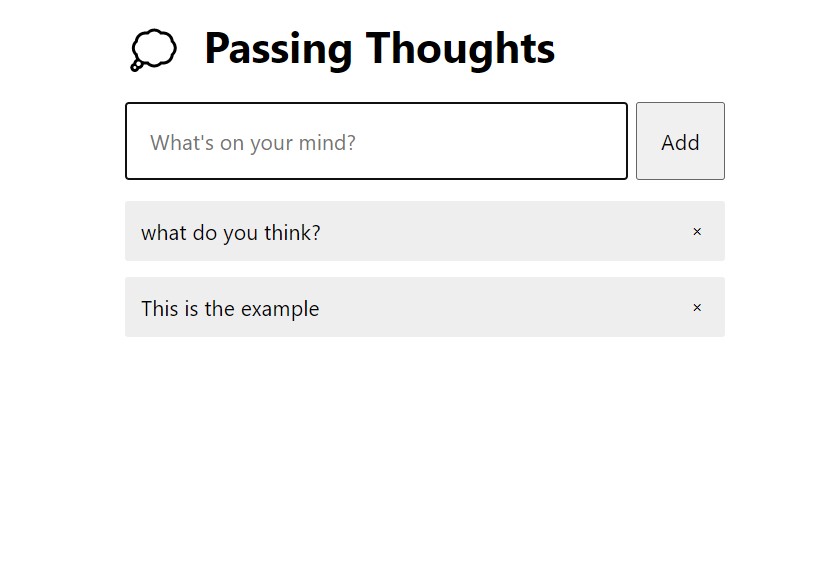 Passing Thoughts
What's on your mind?
Add
what do you think?
×
This is the example
×